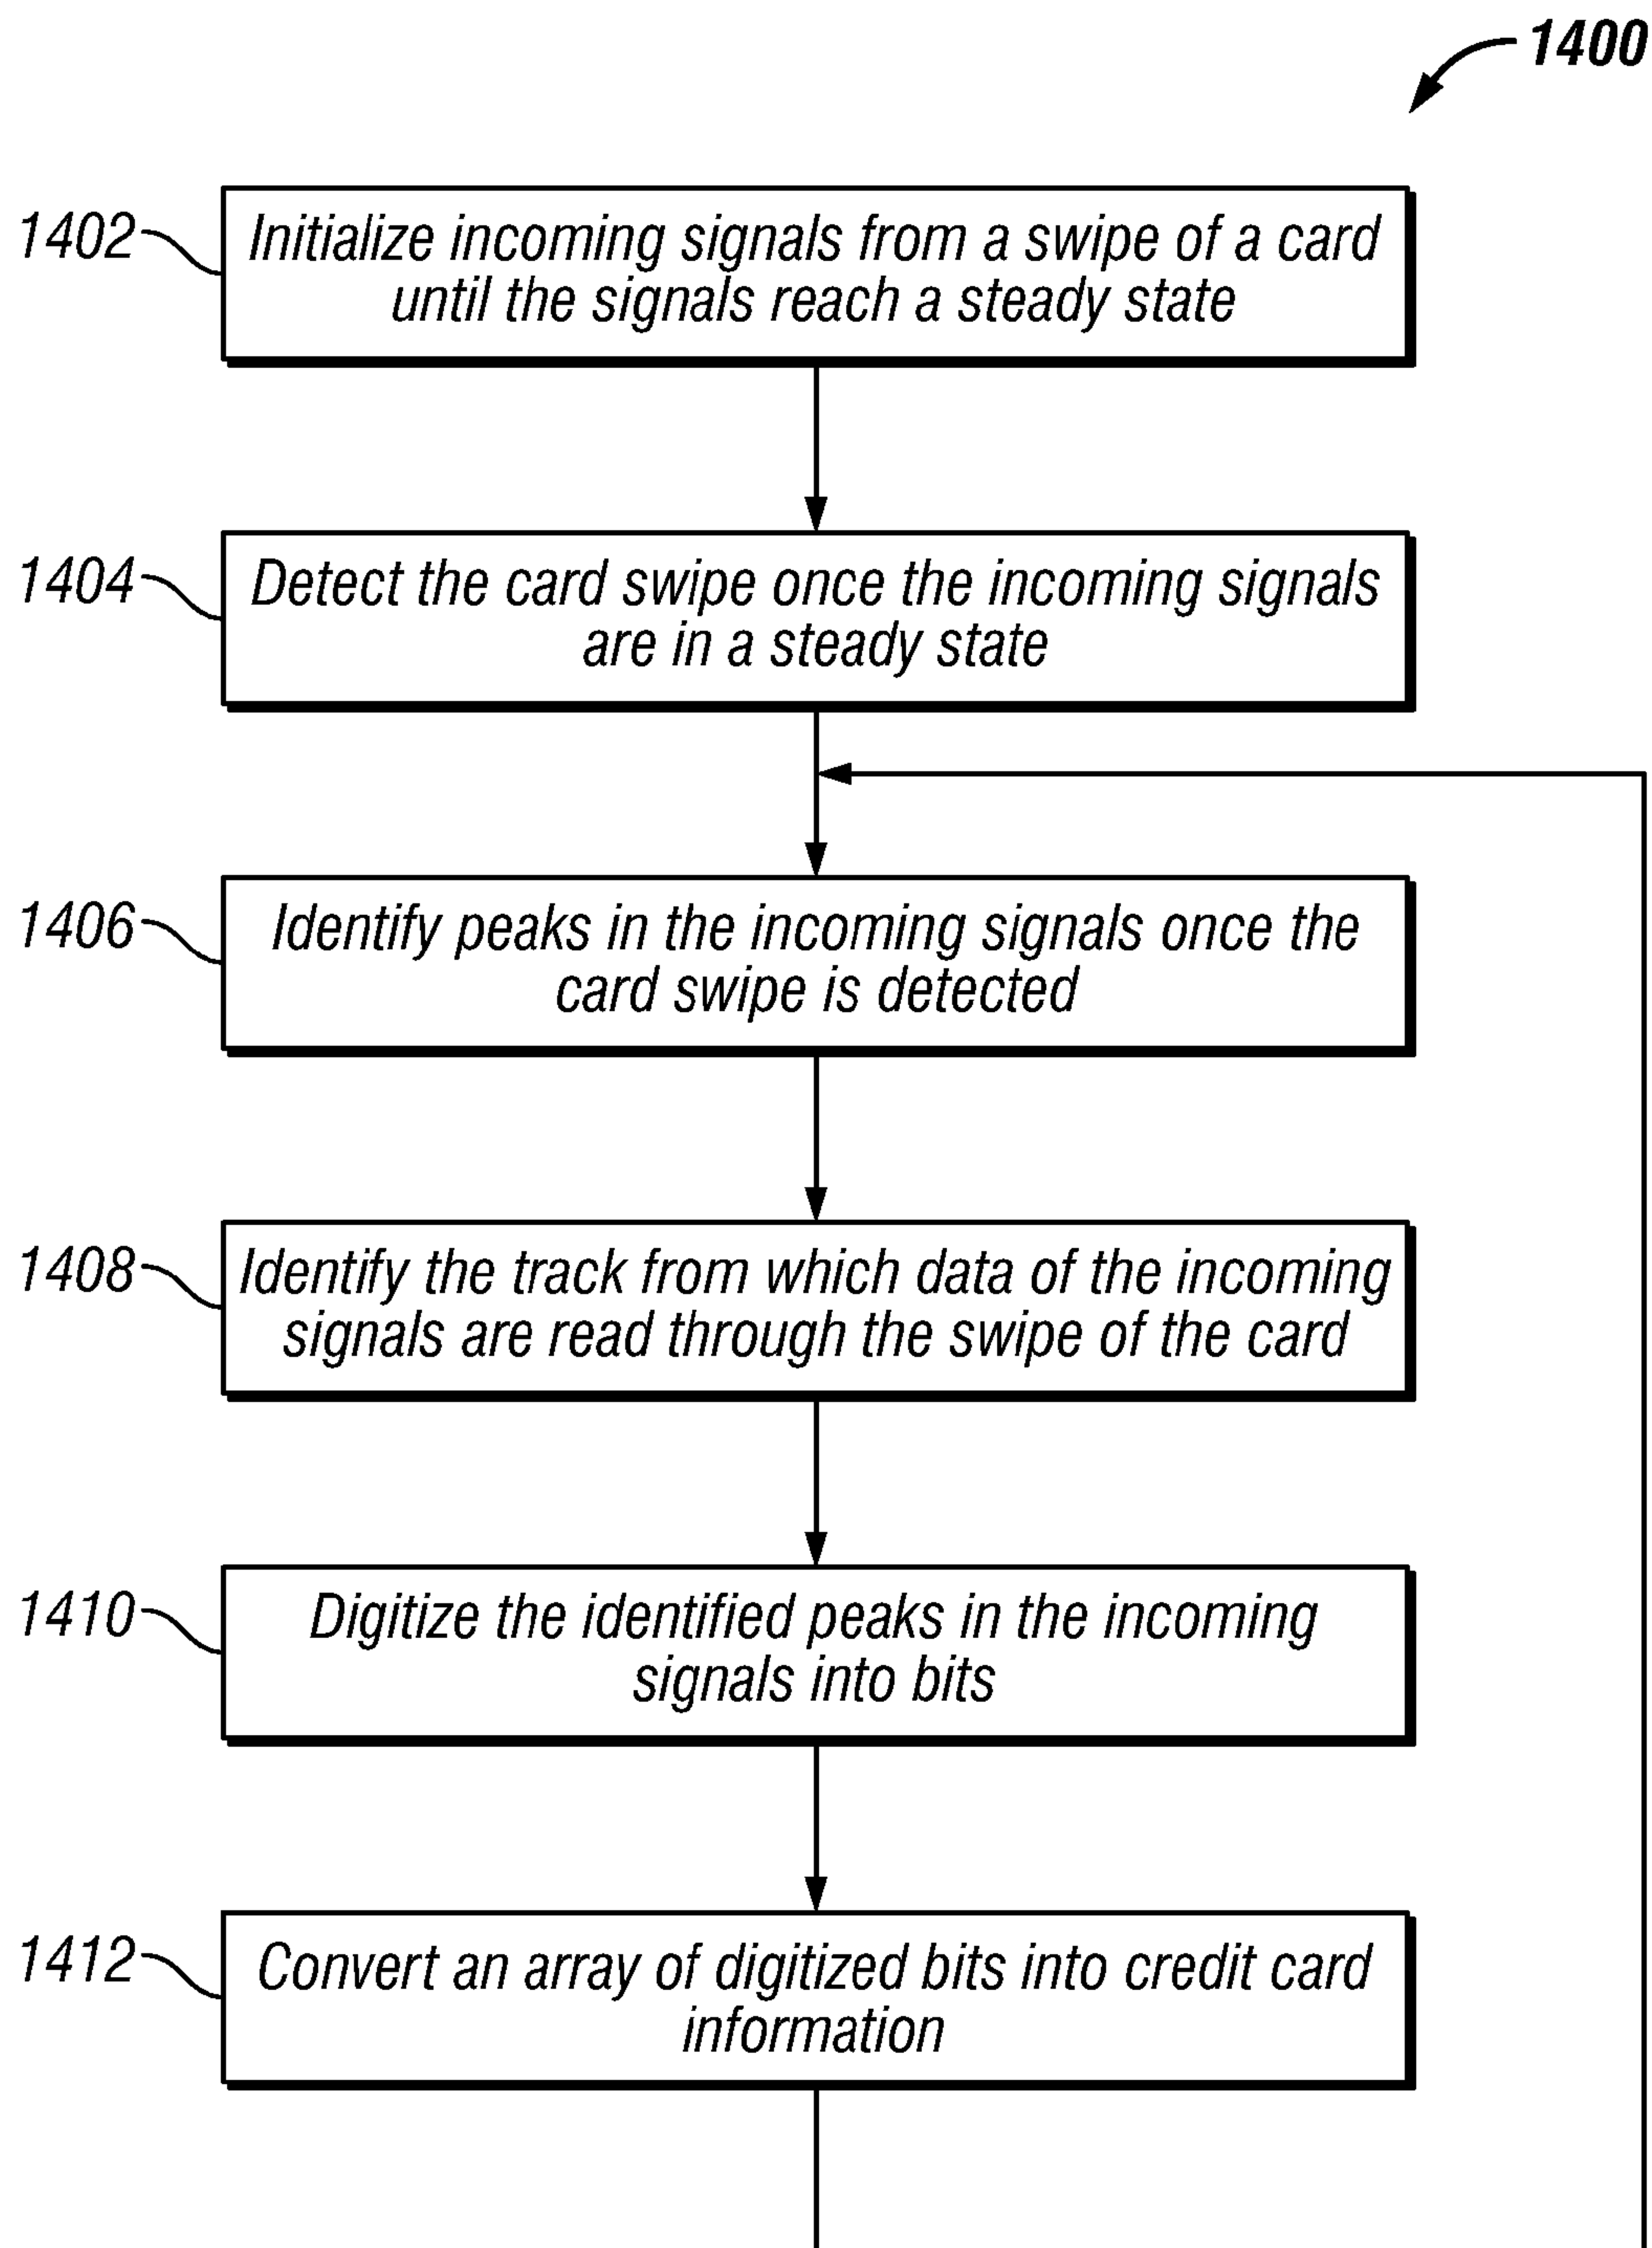 1400
1402
Initialize incoming signals from a swipe of a card
until the signals reach a steady state
1404
Detect the card swipe once the incoming signals
are in a steady state
1406
Identify peaks in the incoming signals once the
card swipe is detected
1408
Identify the track from which data of the incoming
signals are read through the swipe of the card
1410
Digitize the identified peaks in the incoming
signals into bits
1412
Convert an array of digitized bits into credit card
information